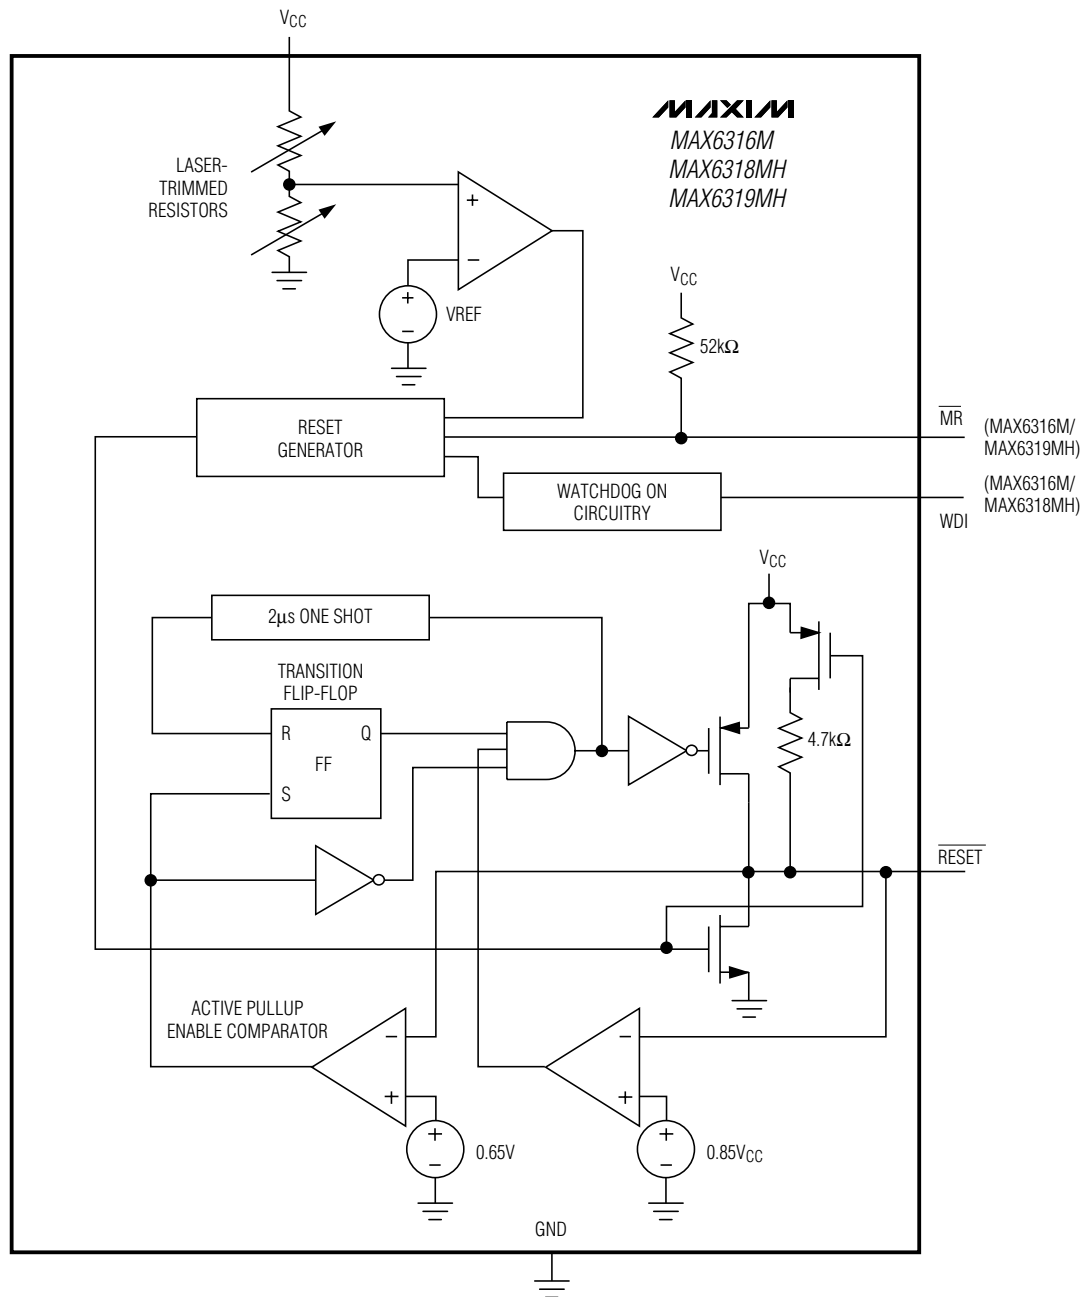 VCC
MAXIM
MAX6316M
MAX6318MH
MAX6319MH
LASER-
TRIMMED
RESISTORS
+
−
+
−
VREF
VCC
52kΩ
RESET
GENERATOR
MR
(MAX6316M/
MAX6319MH)
WATCHDOG ON
CIRCUITRY
(MAX6316M/
MAX6318MH)
WDI
VCC
2µs ONE SHOT
TRANSITION
FLIP-FLOP
R
Q
FF
S
4.7kΩ
RESET
ACTIVE PULLUP
ENABLE COMPARATOR
−
+
−
+
+
−
0.65V
+
−
0.85VCC
GND